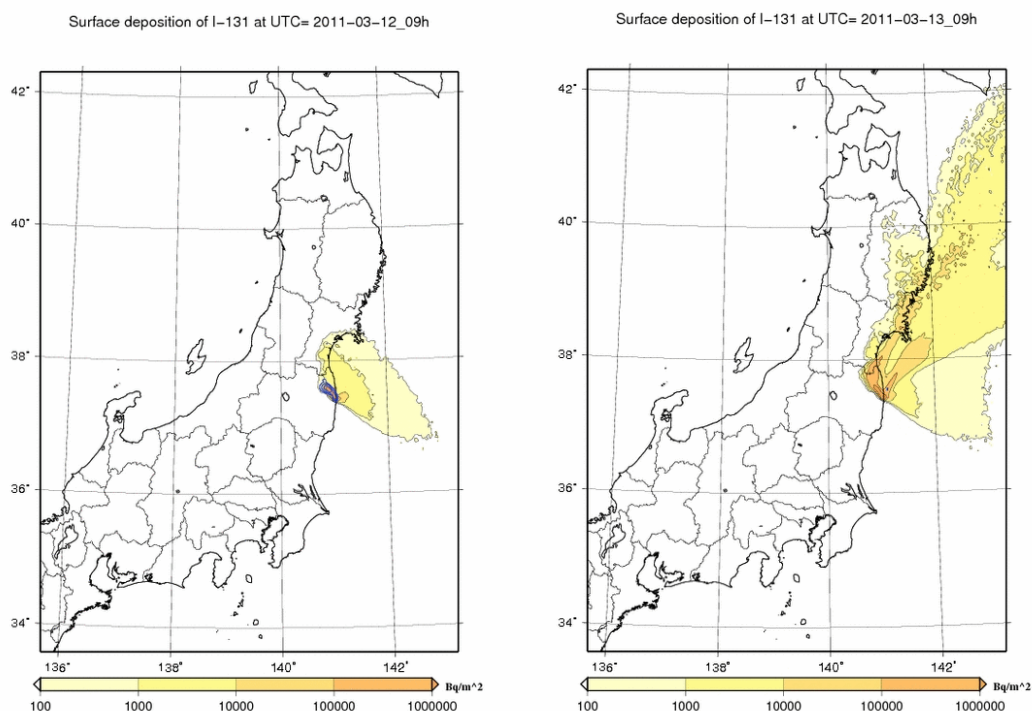 Surface deposition of I-131 at UTC= 2011-03-12_09h
42°
40°
38°
36°
34°
136° 138° 140° 142°
Bq/m^2
100 1000 10000 100000 1000000
Surface deposition of I-131 at UTC= 2011-03-13_09h
42°
40°
38°
36°
34°
136° 138° 140° 142°
Bq/m^2
100 1000 10000 100000 1000000